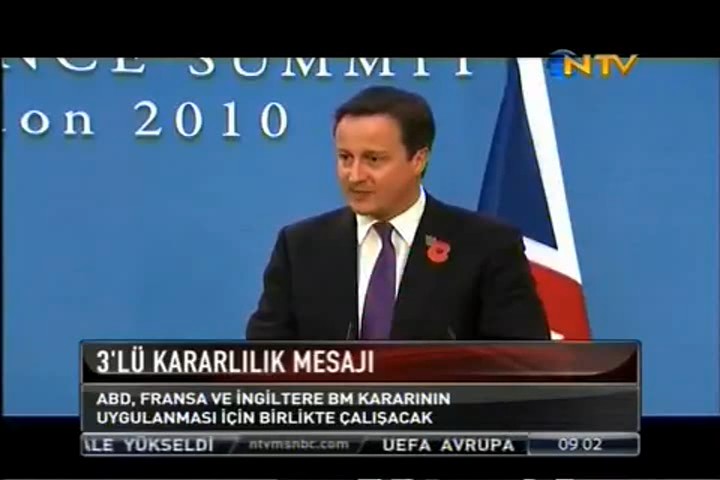 NCE SUMMIT
on 2010
NTV
3'LÜ KARARLILIK MESAJI
ABD, FRANSA VE İNGİLTERE BM KARARININ
UYGULANMASI İÇİN BİRLİKTE ÇALIŞACAK
ALE YÜKSELDİ ntvmsnbc.com UEFA AVRUPA 09:02